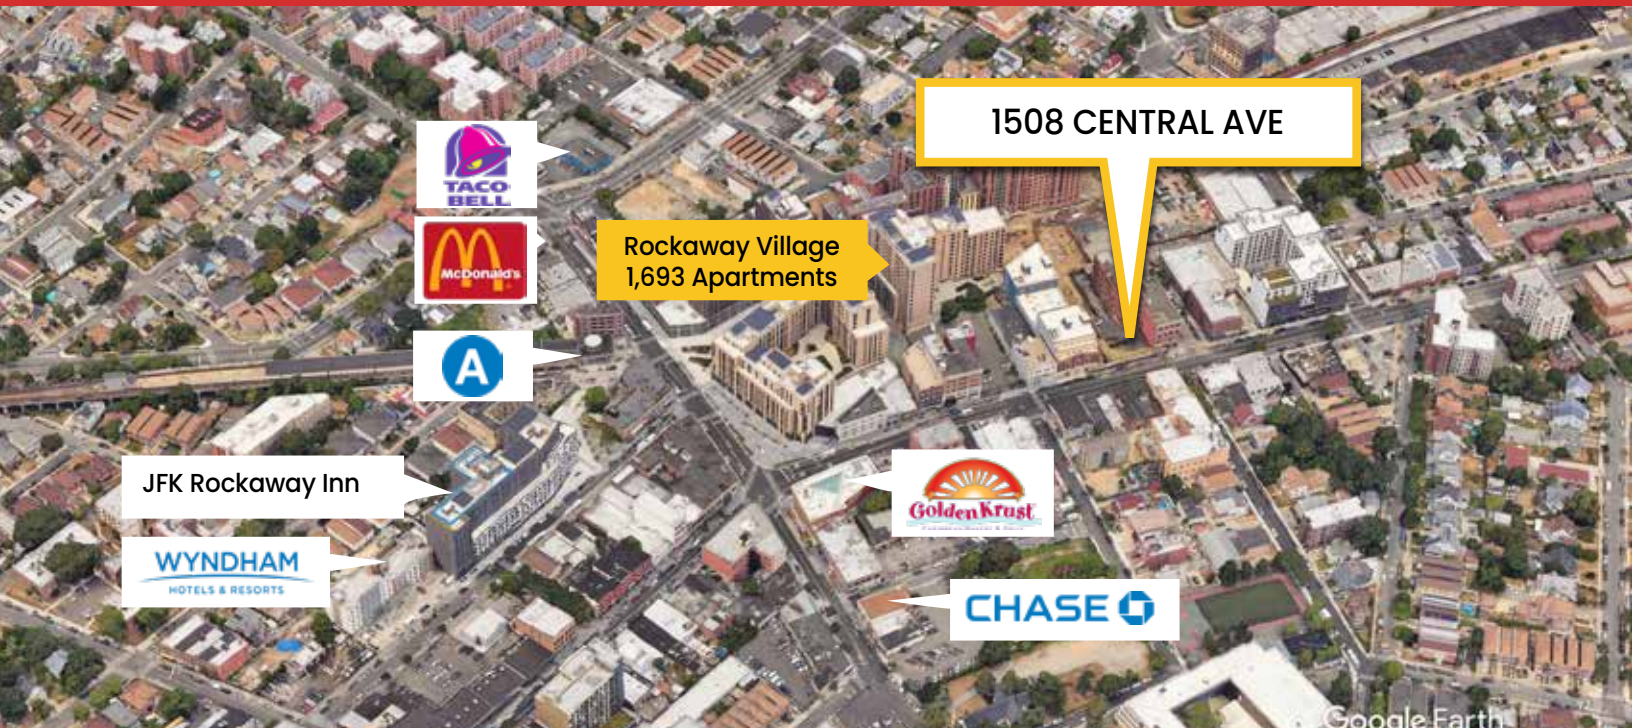 1508 CENTRAL AVE
TACO
BELL
McDonald's
Rockaway Village
1,693 Apartments
A
JFK Rockaway Inn
WYNDHAM
HOTELS & RESORTS
Golden Krust
CHASE
Google Earth